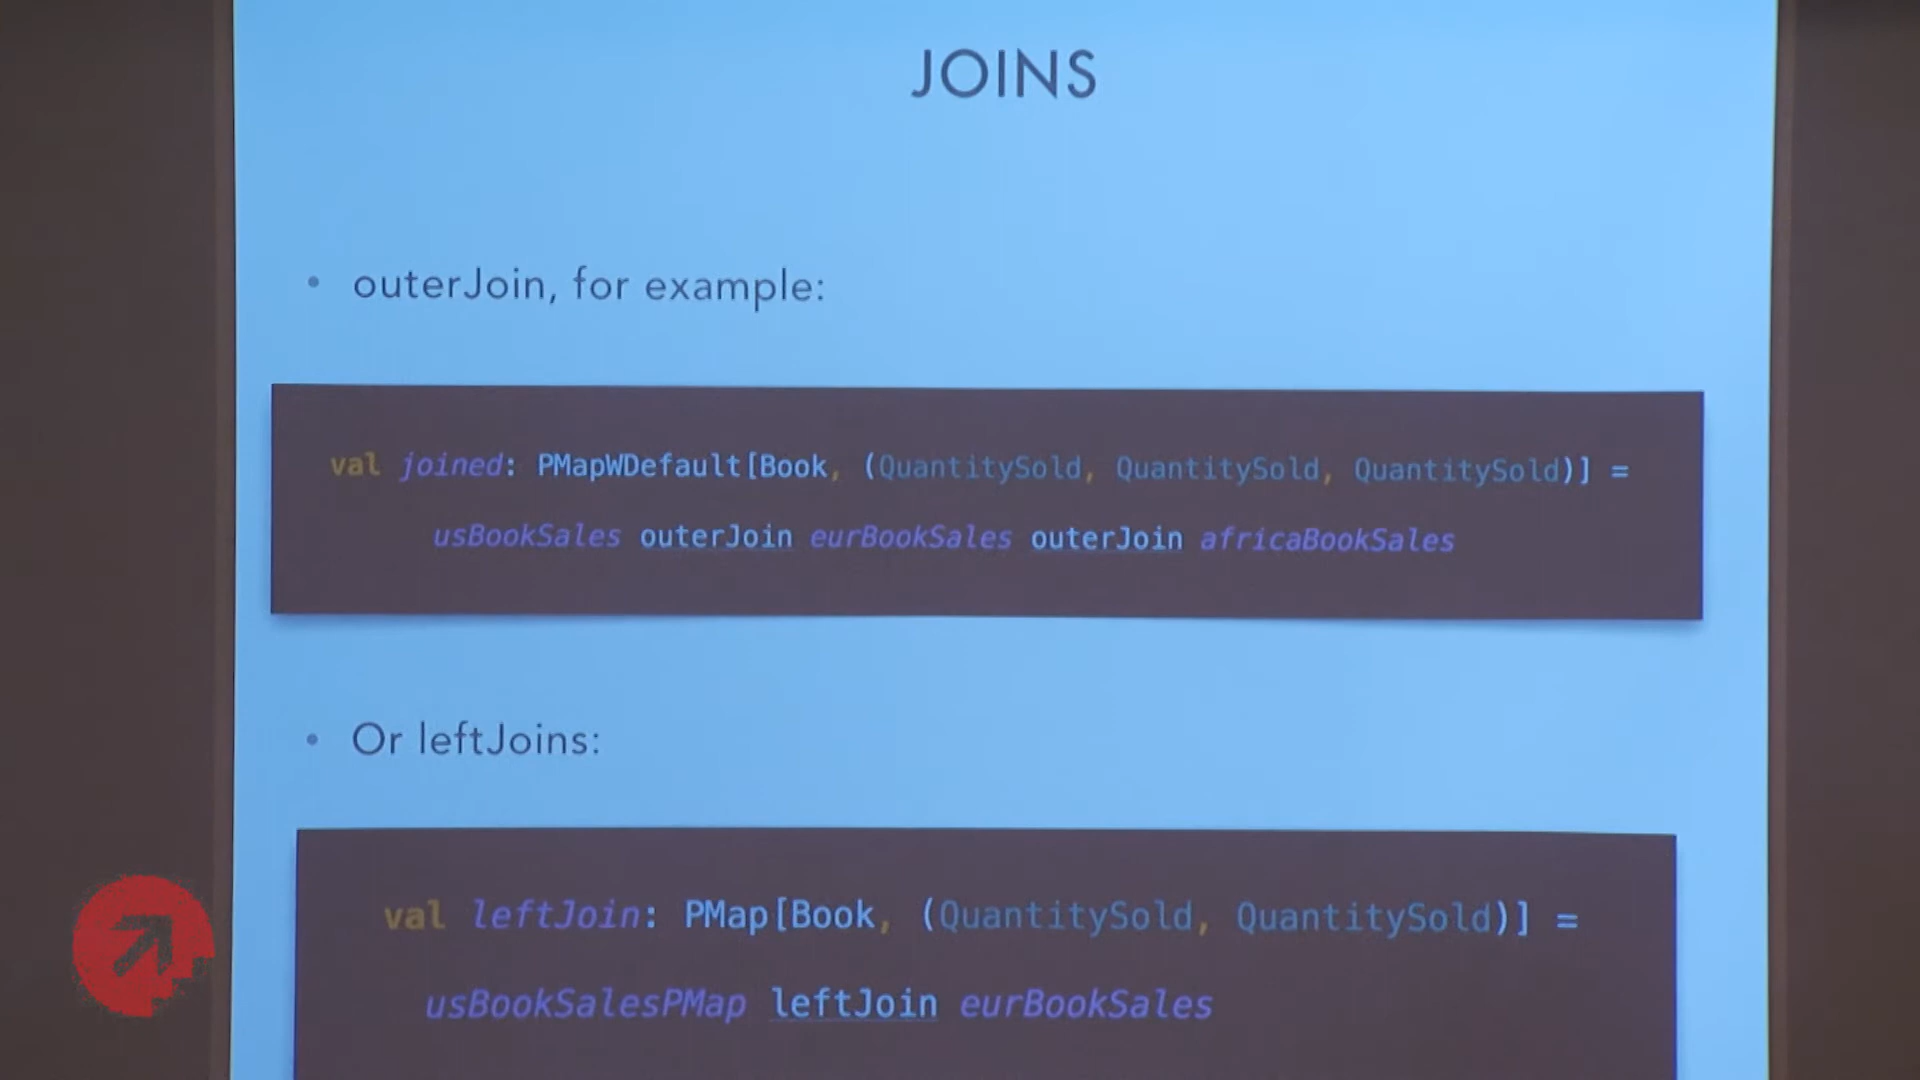 JOINS
• outerJoin, for example:
val joined: PMapWDefault[Book, (QuantitySold, QuantitySold, QuantitySold)] =
usBookSales outerJoin eurBookSales outerJoin africaBookSales
• Or leftJoins:
val leftJoin: PMap[Book, (QuantitySold, QuantitySold)] =
usBookSalesPMap leftJoin eurBookSales